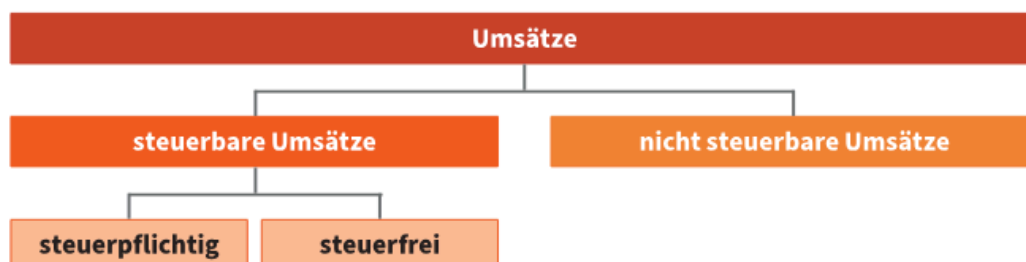 Umsätze
steuerbare Umsätze
nicht steuerbare Umsätze
steuerpflichtig
steuerfrei